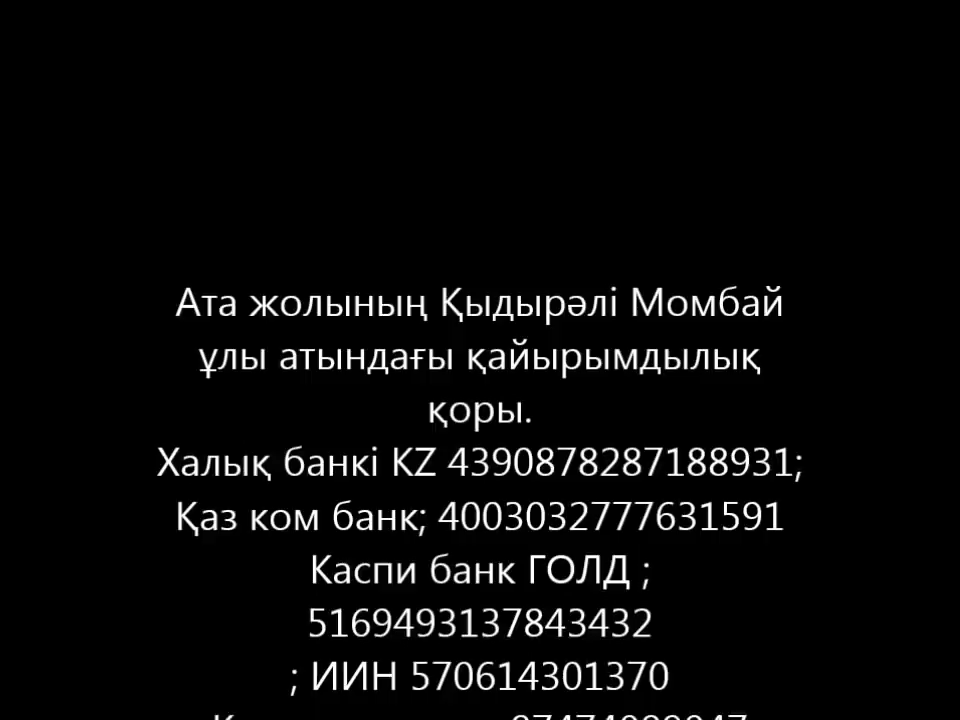 Ата жолының Қыдырәлі Момбай
ұлы атындағы қайырымдылық
қоры.
Халық банкі KZ 4390878287188931;
Қаз ком банк; 4003032777631591
Каспи банк ГОЛД ;
5169493137843432
; ИИН 570614301370